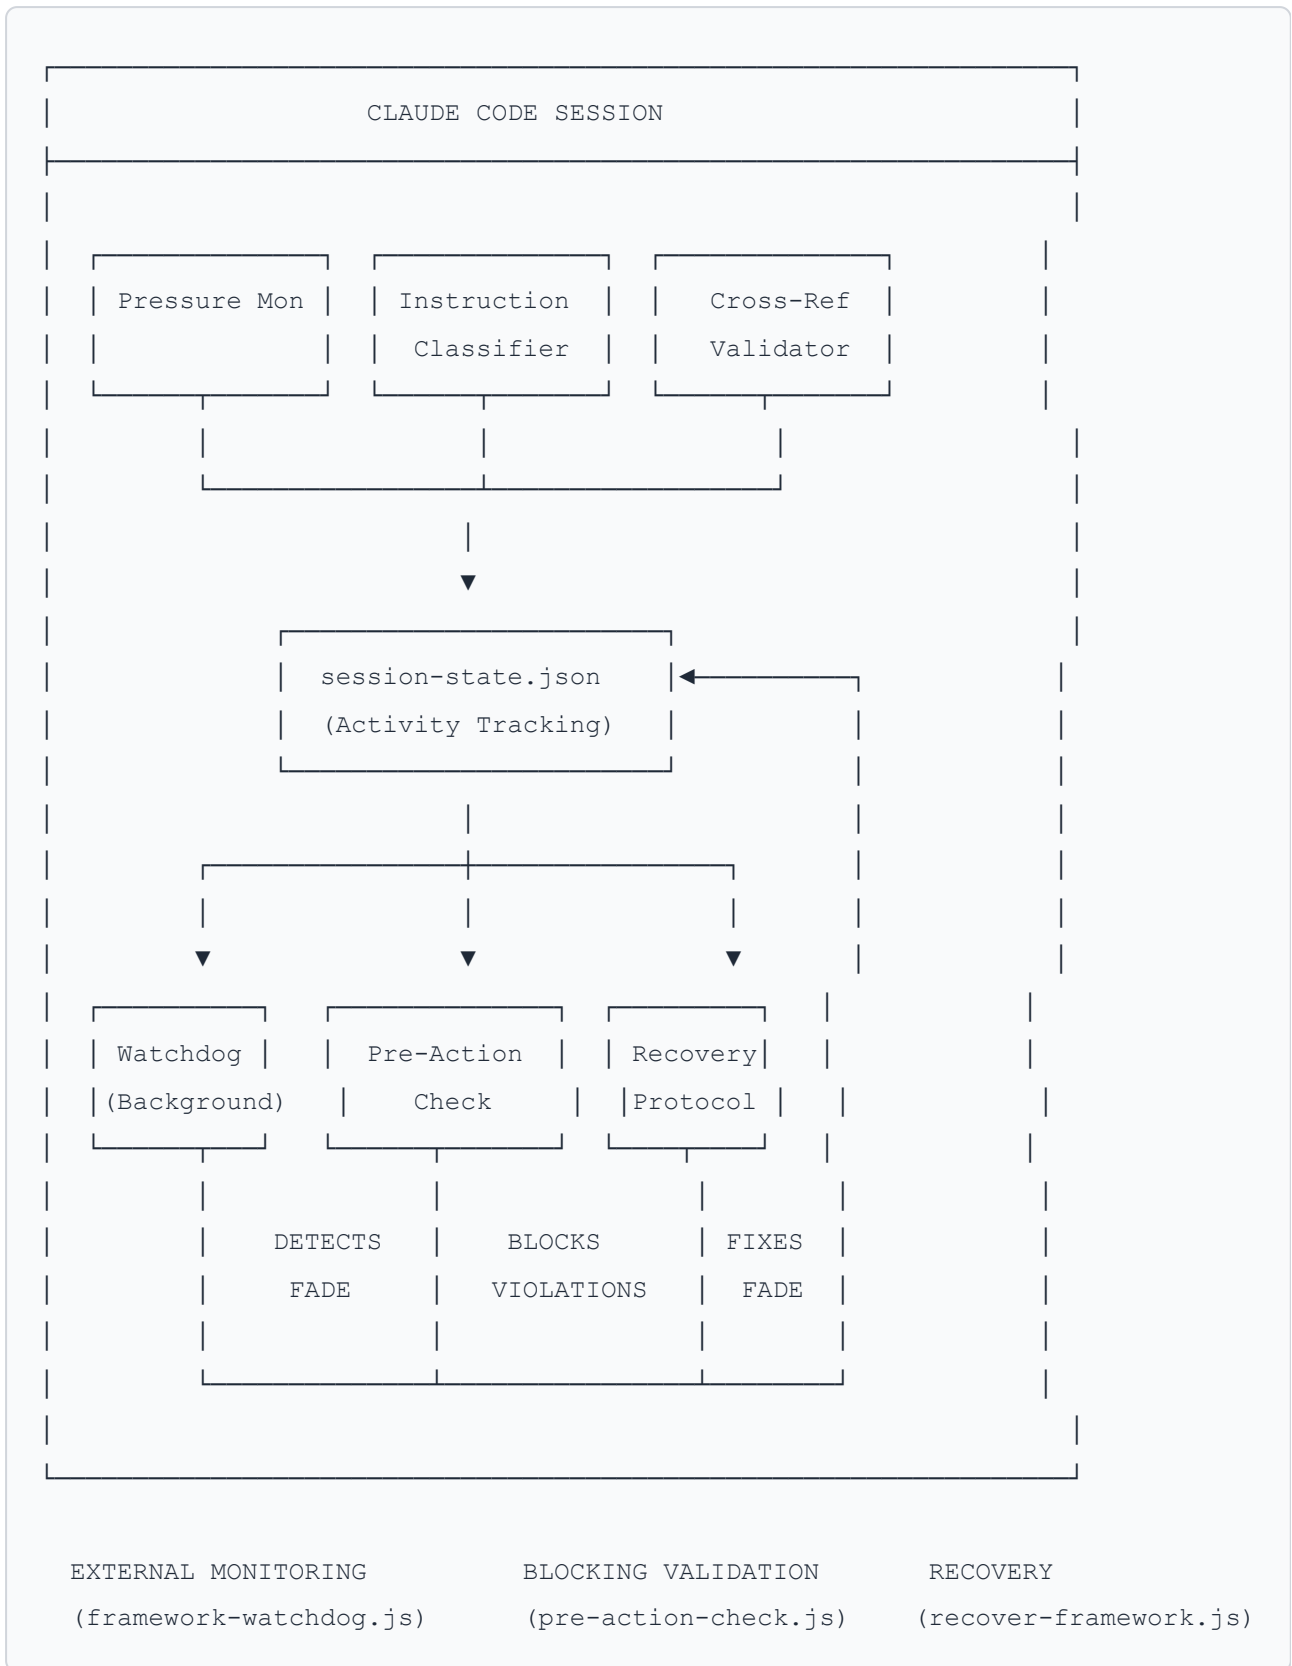 CLAUDE CODE SESSION
Pressure Mon Instruction Cross-Ref
Classifier Validator
session-state.json
(Activity Tracking)
Watchdog Pre-Action Recovery
(Background) Check Protocol
DETECTS BLOCKS FIXES
FADE VIOLATIONS FADE
EXTERNAL MONITORING BLOCKING VALIDATION RECOVERY
(framework-watchdog.js) (pre-action-check.js) (recover-framework.js)